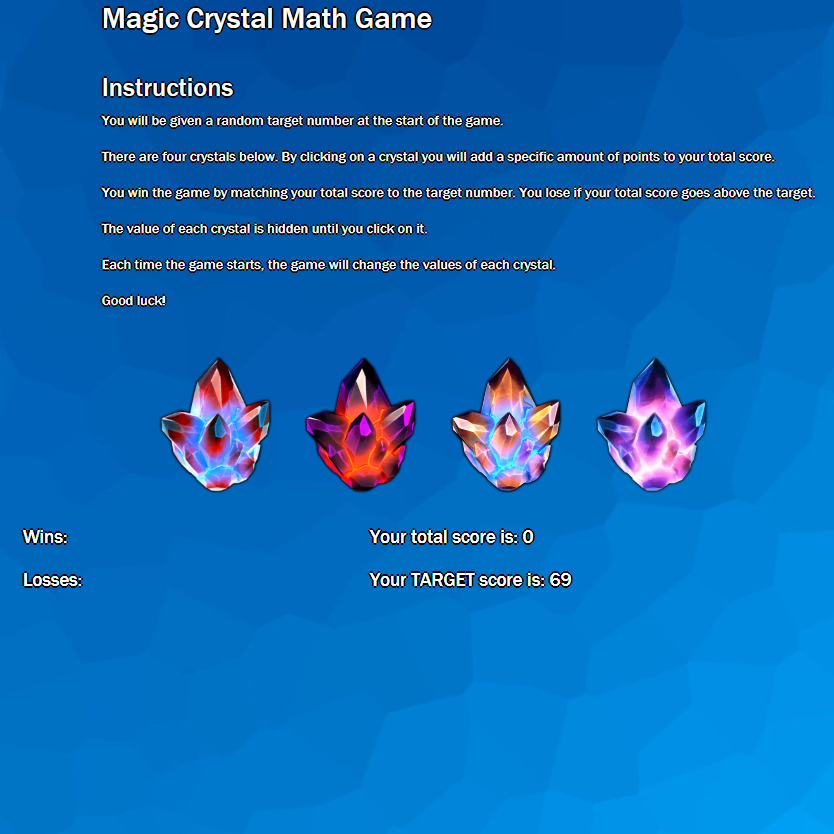 Magic Crystal Math Game
Instructions
You will be given a random target number at the start of the game.
There are four crystals below. By clicking on a crystal you will add a specific amount of points to your total score.
You win the game by matching your total score to the target number. You lose if your total score goes above the target.
The value of each crystal is hidden until you click on it.
Each time the game starts, the game will change the values of each crystal.
Good luck!
Wins:
Your total score is: 0
Losses:
Your TARGET score is: 69